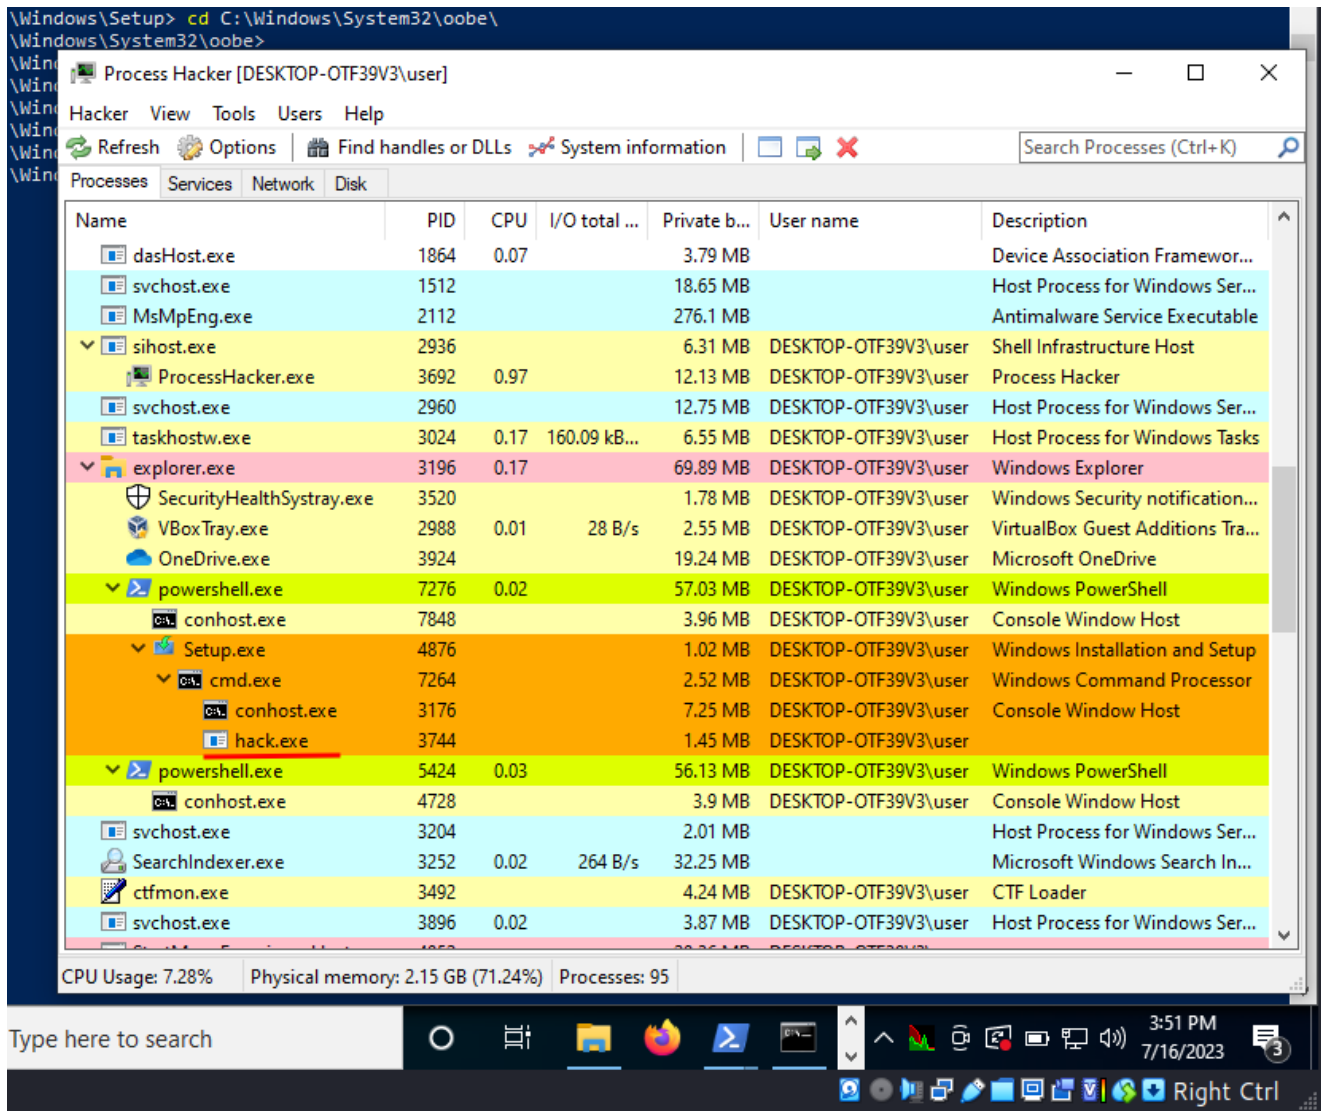 \Windows\Setup> cd C:\Windows\System32\oobe\
\Windows\System32\oobe>
\Wind
\Wind
\Wind
\Wind
\Wind
\Wind
Process Hacker [DESKTOP-OTF39V3\user]
Hacker View Tools Users Help
Refresh Options Find handles or DLLs System information Search Processes (Ctrl+K)
Processes Services Network Disk
Name PID CPU I/O total ... Private b... User name Description
dasHost.exe 1864 0.07 3.79 MB Device Association Framewor...
svchost.exe 1512 18.65 MB Host Process for Windows Ser...
MsMpEng.exe 2112 276.1 MB Antimalware Service Executable
sihost.exe 2936 6.31 MB DESKTOP-OTF39V3\user Shell Infrastructure Host
ProcessHacker.exe 3692 0.97 12.13 MB DESKTOP-OTF39V3\user Process Hacker
svchost.exe 2960 12.75 MB DESKTOP-OTF39V3\user Host Process for Windows Ser...
taskhostw.exe 3024 0.17 160.09 kB... 6.55 MB DESKTOP-OTF39V3\user Host Process for Windows Tasks
explorer.exe 3196 0.17 69.89 MB DESKTOP-OTF39V3\user Windows Explorer
SecurityHealthSystray.exe 3520 1.78 MB DESKTOP-OTF39V3\user Windows Security notification...
VBoxTray.exe 2988 0.01 28 B/s 2.55 MB DESKTOP-OTF39V3\user VirtualBox Guest Additions Tra...
OneDrive.exe 3924 19.24 MB DESKTOP-OTF39V3\user Microsoft OneDrive
powershell.exe 7276 0.02 57.03 MB DESKTOP-OTF39V3\user Windows PowerShell
conhost.exe 7848 3.96 MB DESKTOP-OTF39V3\user Console Window Host
Setup.exe 4876 1.02 MB DESKTOP-OTF39V3\user Windows Installation and Setup
cmd.exe 7264 2.52 MB DESKTOP-OTF39V3\user Windows Command Processor
conhost.exe 3176 7.25 MB DESKTOP-OTF39V3\user Console Window Host
hack.exe 3744 1.45 MB DESKTOP-OTF39V3\user
powershell.exe 5424 0.03 56.13 MB DESKTOP-OTF39V3\user Windows PowerShell
conhost.exe 4728 3.9 MB DESKTOP-OTF39V3\user Console Window Host
svchost.exe 3204 2.01 MB Host Process for Windows Ser...
SearchIndexer.exe 3252 0.02 264 B/s 32.25 MB Microsoft Windows Search In...
ctfmon.exe 3492 4.24 MB DESKTOP-OTF39V3\user CTF Loader
svchost.exe 3896 0.02 3.87 MB DESKTOP-OTF39V3\user Host Process for Windows Ser...
CPU Usage: 7.28% Physical memory: 2.15 GB (71.24%) Processes: 95
Type here to search
3:51 PM
7/16/2023
3
Right Ctrl